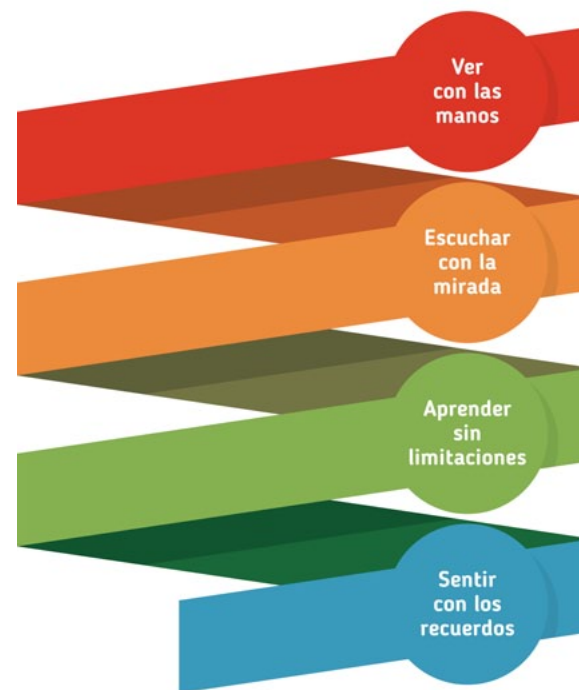 Ver
con las
manos
Escuchar
con la
mirada
Aprender
sin
limitaciones
Sentir
con los
recuerdos